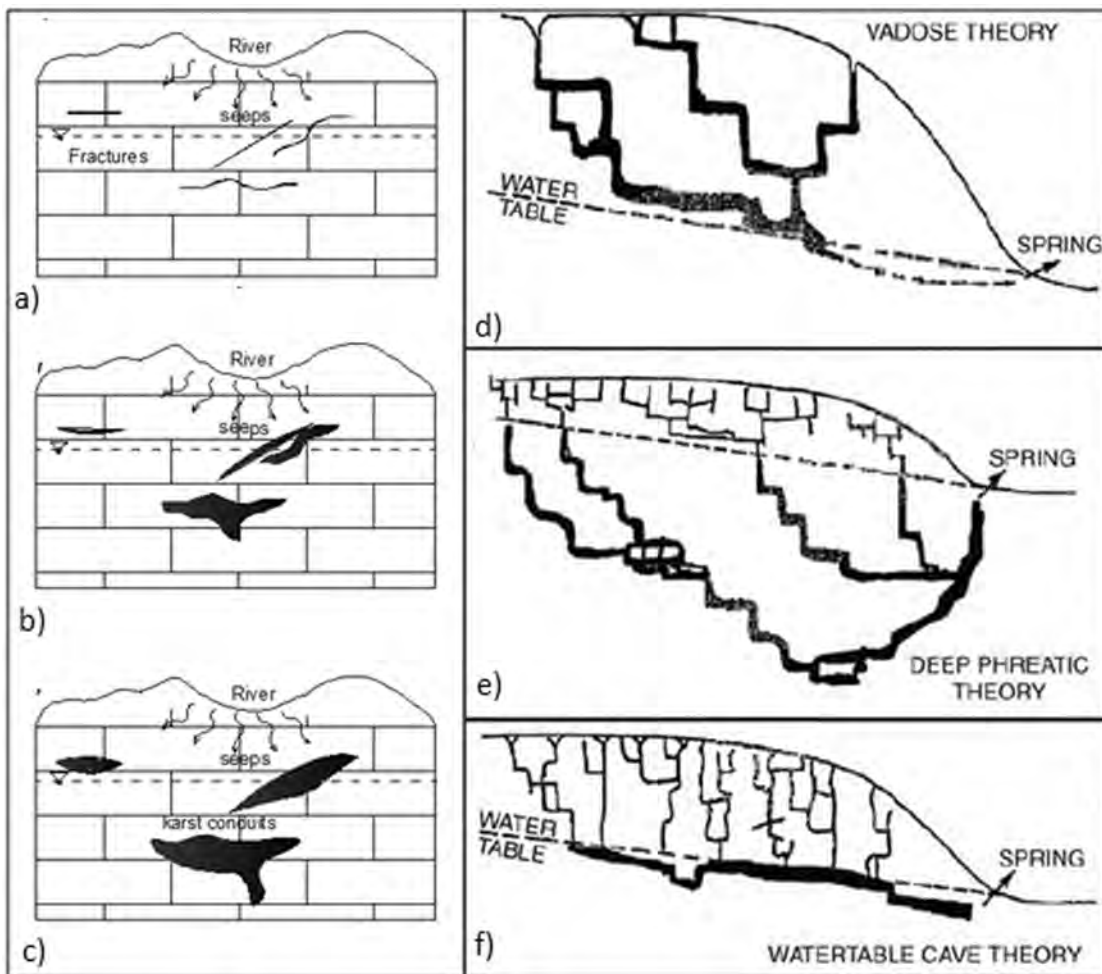 River
seeps
Fractures
a)
River
seeps
b)
River
seeps
karst conduits
c)
VADOSE THEORY
WATER
TABLE
SPRING
d)
SPRING
e)
DEEP PHREATIC
THEORY
WATER
TABLE
SPRING
f)
WATERTABLE CAVE THEORY